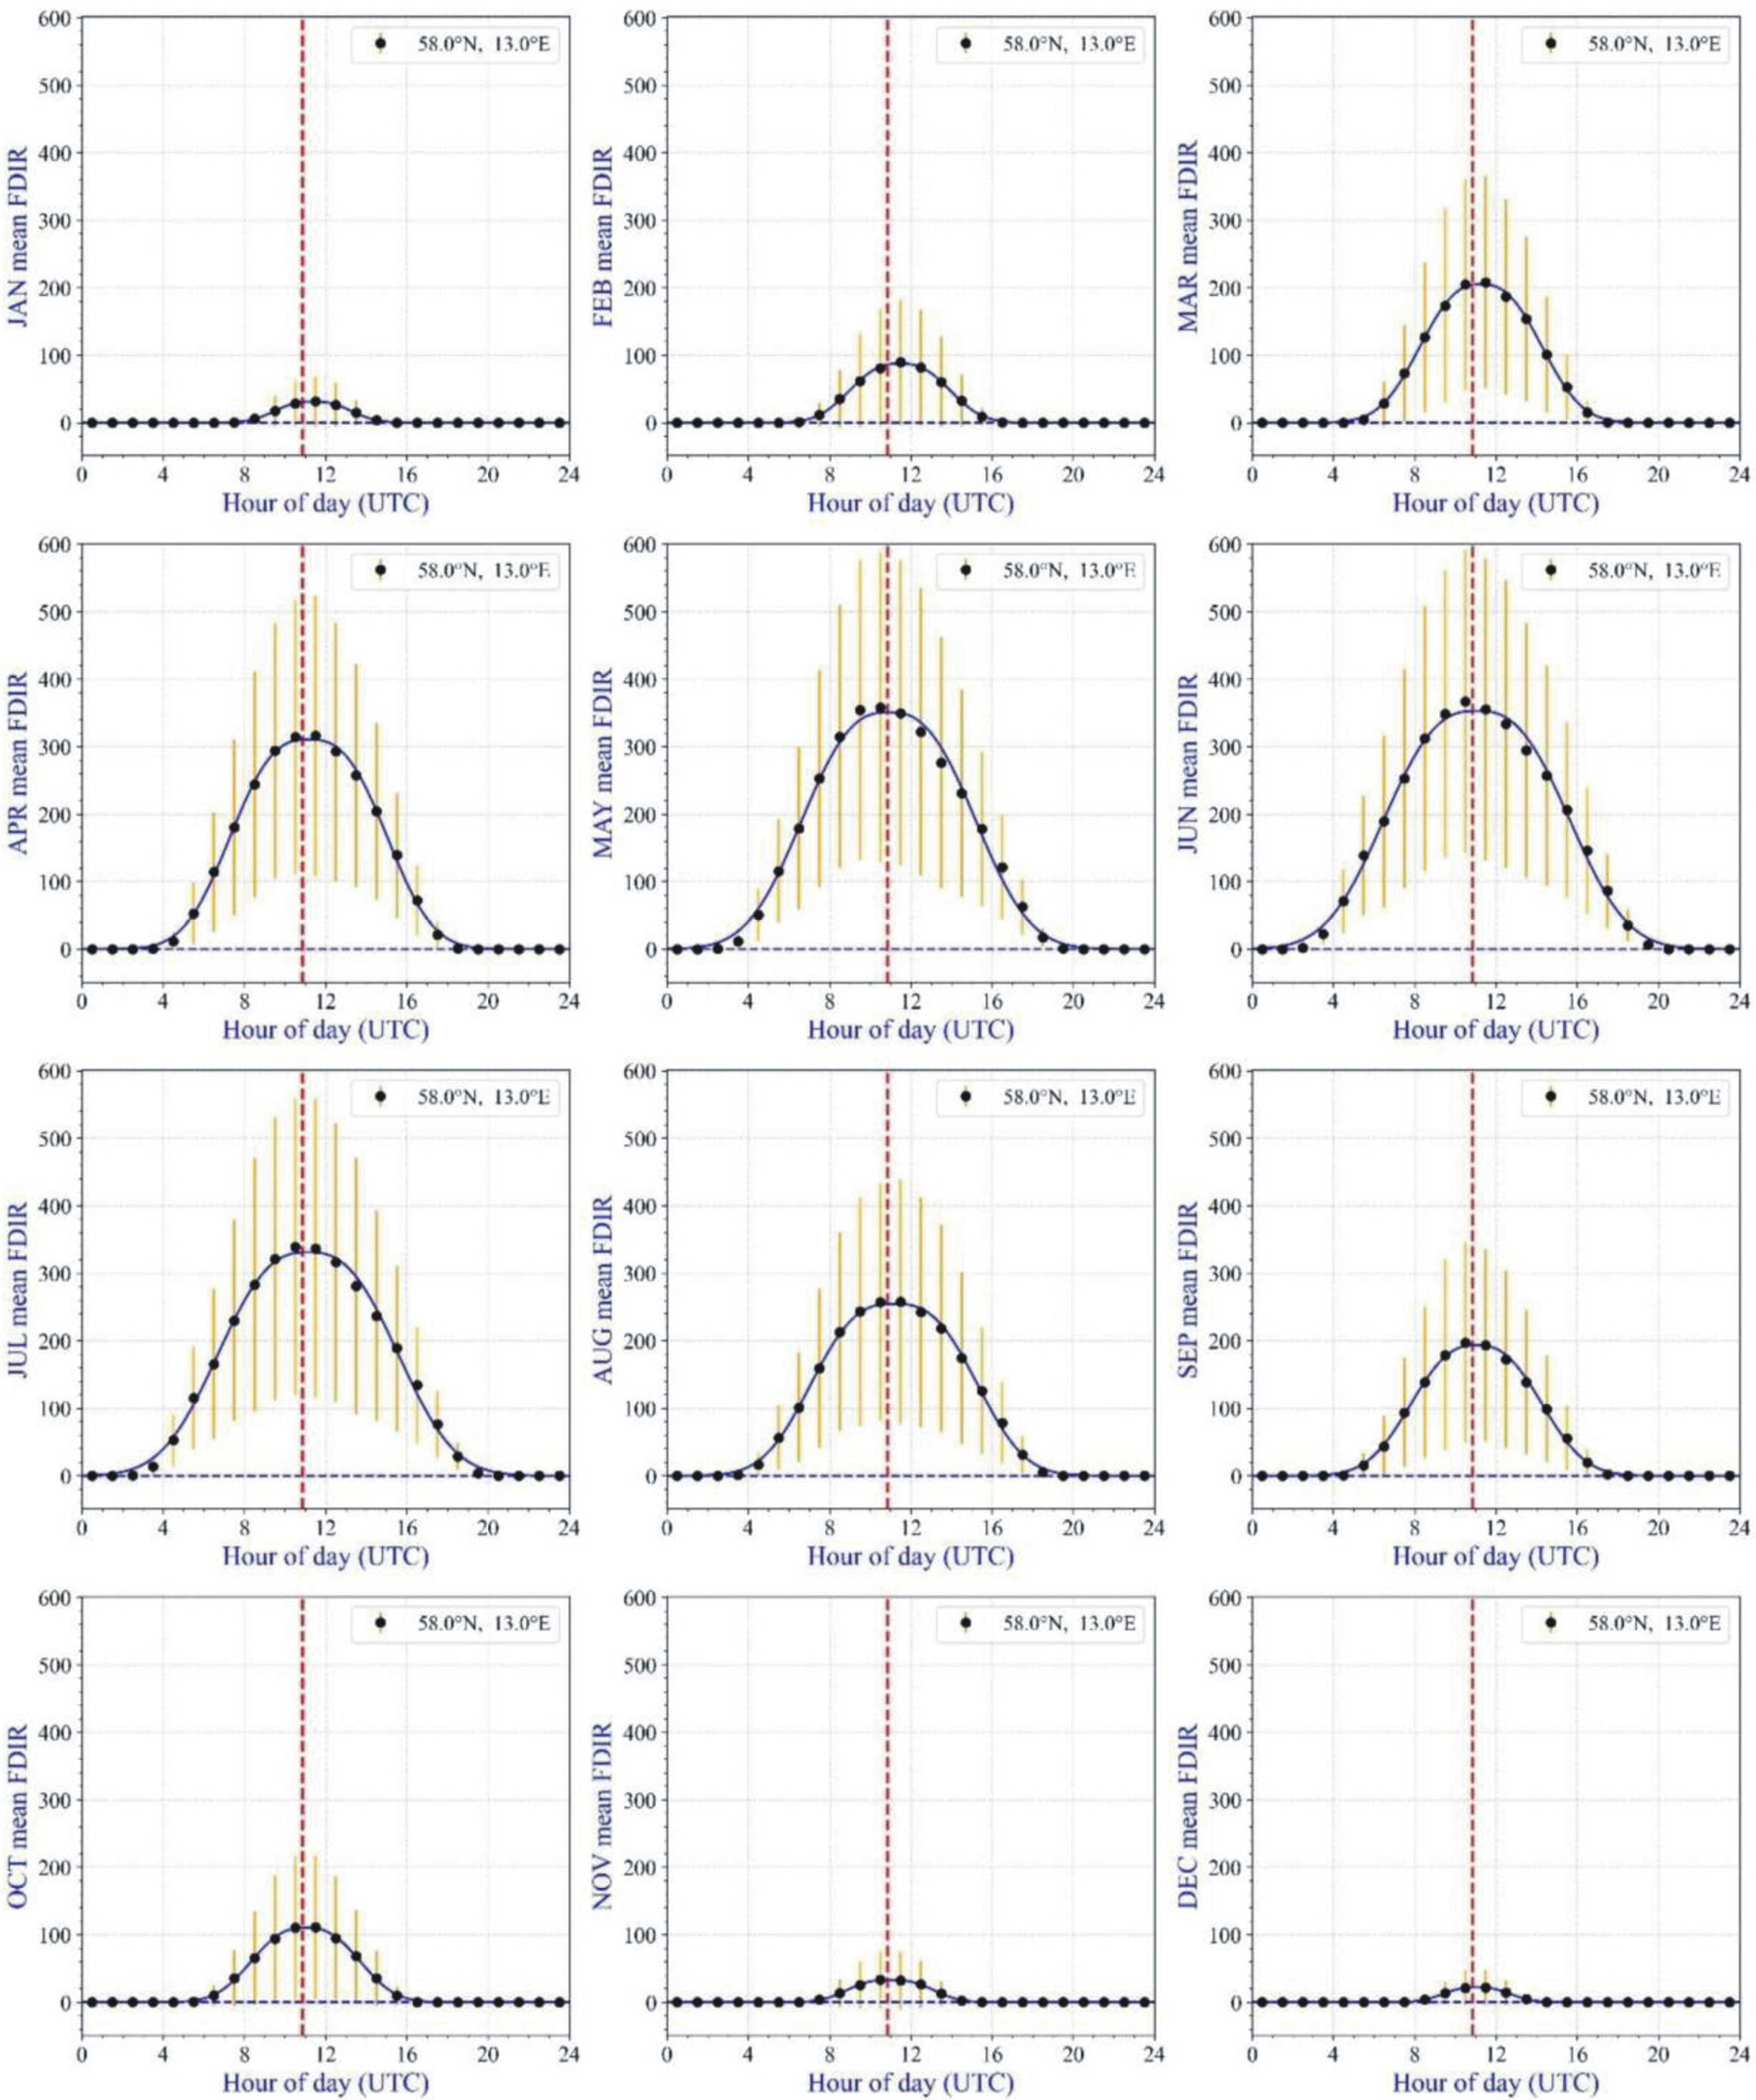 600
500
400
300
200
100
0
JAN mean FDIR
58.0°N, 13.0°E
0 4 8 12 16 20 24
Hour of day (UTC)
600
500
400
300
200
100
0
FEB mean FDIR
58.0°N, 13.0°E
0 4 8 12 16 20 24
Hour of day (UTC)
600
500
400
300
200
100
0
MAR mean FDIR
58.0°N, 13.0°E
0 4 8 12 16 20 24
Hour of day (UTC)
600
500
400
300
200
100
0
APR mean FDIR
58.0°N, 13.0°E
0 4 8 12 16 20 24
Hour of day (UTC)
600
500
400
300
200
100
0
MAY mean FDIR
58.0°N, 13.0°E
0 4 8 12 16 20 24
Hour of day (UTC)
600
500
400
300
200
100
0
JUN mean FDIR
58.0°N, 13.0°E
0 4 8 12 16 20 24
Hour of day (UTC)
600
500
400
300
200
100
0
JUL mean FDIR
58.0°N, 13.0°E
0 4 8 12 16 20 24
Hour of day (UTC)
600
500
400
300
200
100
0
AUG mean FDIR
58.0°N, 13.0°E
0 4 8 12 16 20 24
Hour of day (UTC)
600
500
400
300
200
100
0
SEP mean FDIR
58.0°N, 13.0°E
0 4 8 12 16 20 24
Hour of day (UTC)
600
500
400
300
200
100
0
OCT mean FDIR
58.0°N, 13.0°E
0 4 8 12 16 20 24
Hour of day (UTC)
600
500
400
300
200
100
0
NOV mean FDIR
58.0°N, 13.0°E
0 4 8 12 16 20 24
Hour of day (UTC)
600
500
400
300
200
100
0
DEC mean FDIR
58.0°N, 13.0°E
0 4 8 12 16 20 24
Hour of day (UTC)